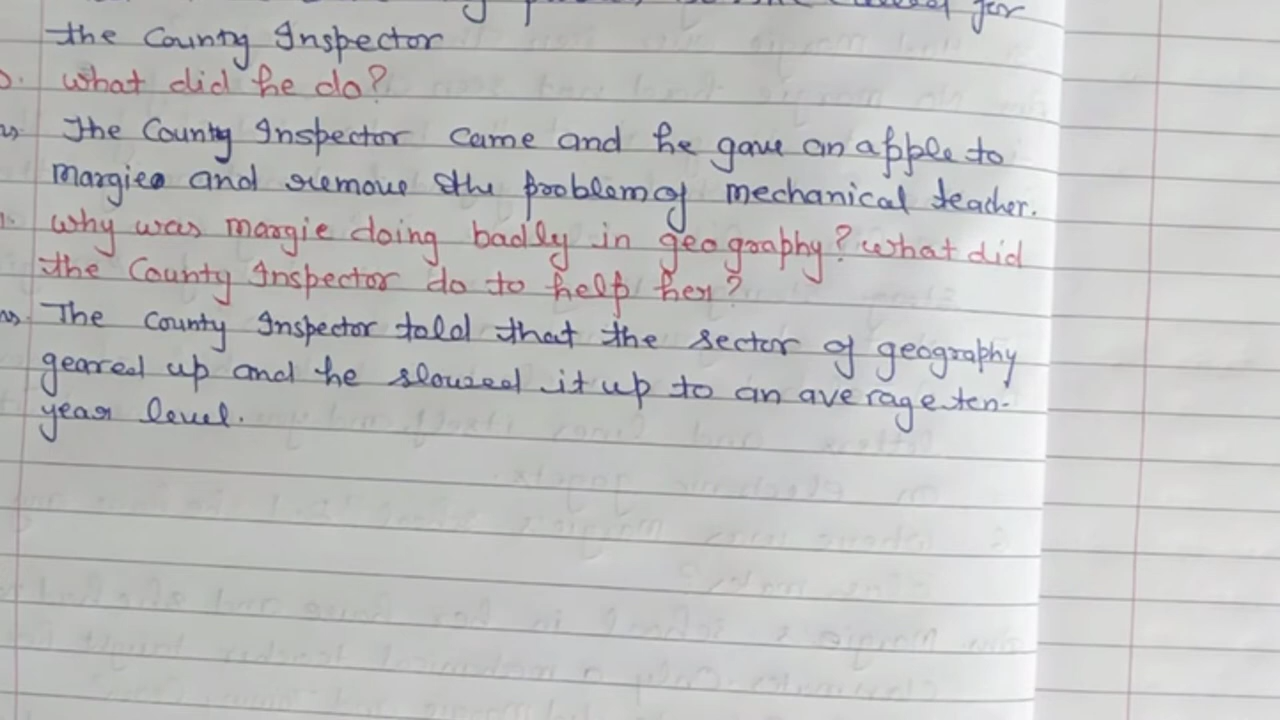 for
the County Inspector
what did he do?
The County Inspector came and he gave an apple to
Margies and remove the problem of mechanical teacher.
why was margie doing badly in geography? what did
the County Inspector do to help her?
The county Inspector told that the sector of geography
geared up and he slowed it up to an average ten-
year level.